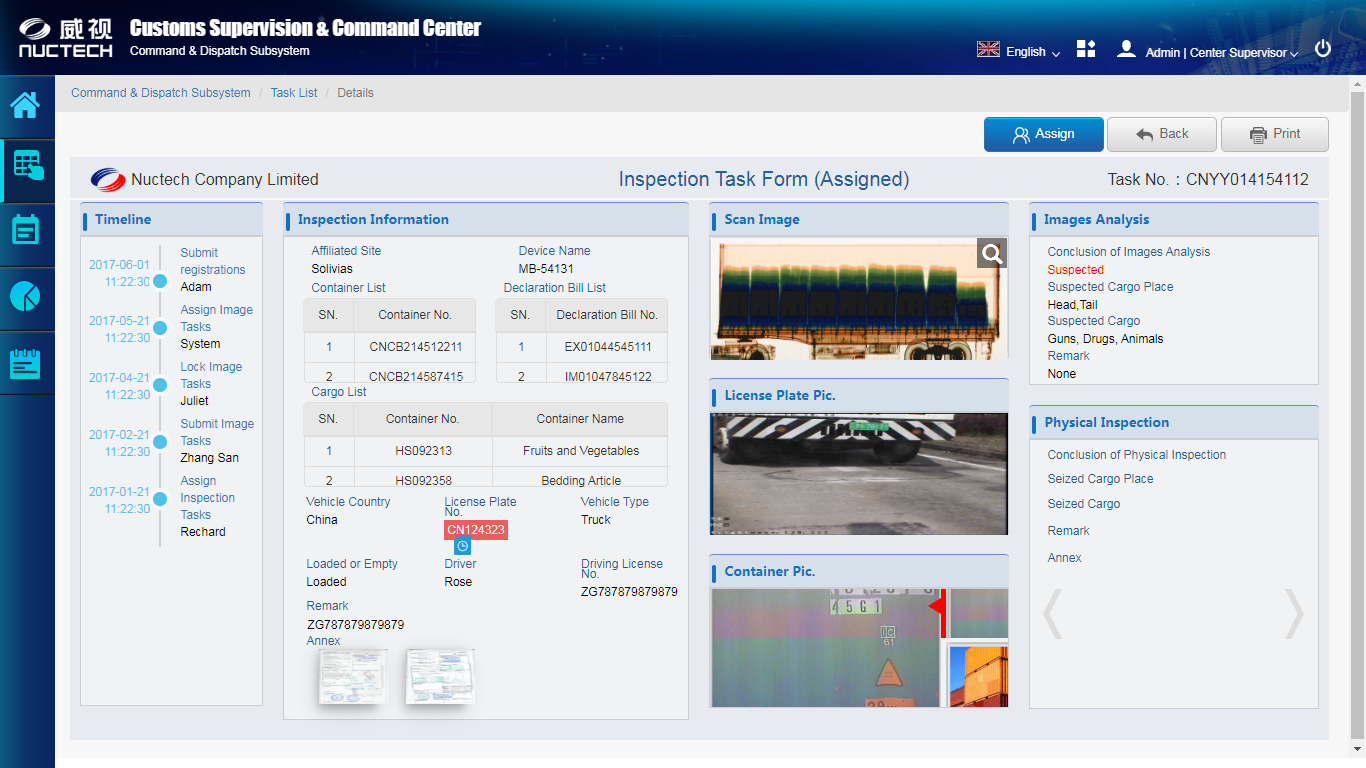 威视
NUCTECH
Customs Supervision & Command Center
Command & Dispatch Subsystem
English
Admin | Center Supervisor
Command & Dispatch Subsystem / Task List / Details
Assign
Back
Print
Nuctech Company Limited
Inspection Task Form (Assigned)
Task No. : CNYY014154112
Timeline
2017-06-01
11:22:30
Submit
registrations
Adam
2017-05-21
11:22:30
Assign Image
Tasks
System
2017-04-21
11:22:30
Lock Image
Tasks
Juliet
2017-02-21
11:22:30
Submit Image
Tasks
Zhang San
2017-01-21
11:22:30
Assign
Inspection
Tasks
Rechard
Inspection Information
Affiliated Site
Solivias
Device Name
MB-54131
Container List
SN. Container No.
1 CNCB214512211
2 CNCB214587415
Declaration Bill List
SN. Declaration Bill No.
1 EX01044545111
2 IM01047845122
Cargo List
SN. Container No. Container Name
1 HS092313 Fruits and Vegetables
2 HS092358 Bedding Article
Vehicle Country
China
License Plate
No.
CN124323
Vehicle Type
Truck
Loaded or Empty
Loaded
Driver
Rose
Driving License
No.
ZG787879879879
Remark
ZG787879879879
Annex
Scan Image
License Plate Pic.
Container Pic.
45G1
61
Images Analysis
Conclusion of Images Analysis
Suspected
Suspected Cargo Place
Head,Tail
Suspected Cargo
Guns, Drugs, Animals
Remark
None
Physical Inspection
Conclusion of Physical Inspection
Seized Cargo Place
Seized Cargo
Remark
Annex